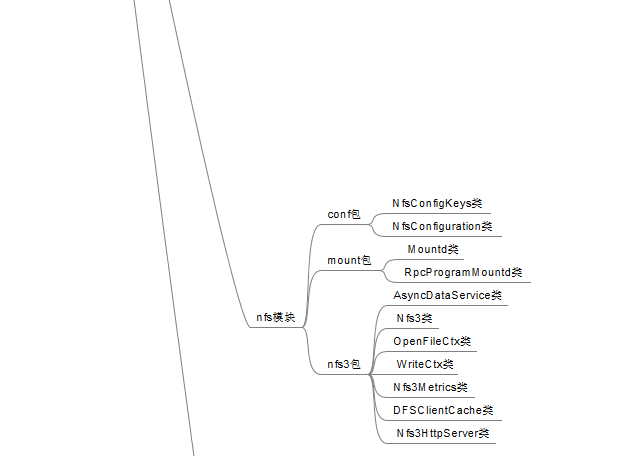 NfsConfigKeys类
conf包
NfsConfiguration类
Mountd类
mount包
RpcProgramMountd类
AsyncDataService类
nfs模块
Nfs3类
OpenFileCtx类
nfs3包
WriteCtx类
Nfs3Metrics类
DFSClientCache类
Nfs3HttpServer类